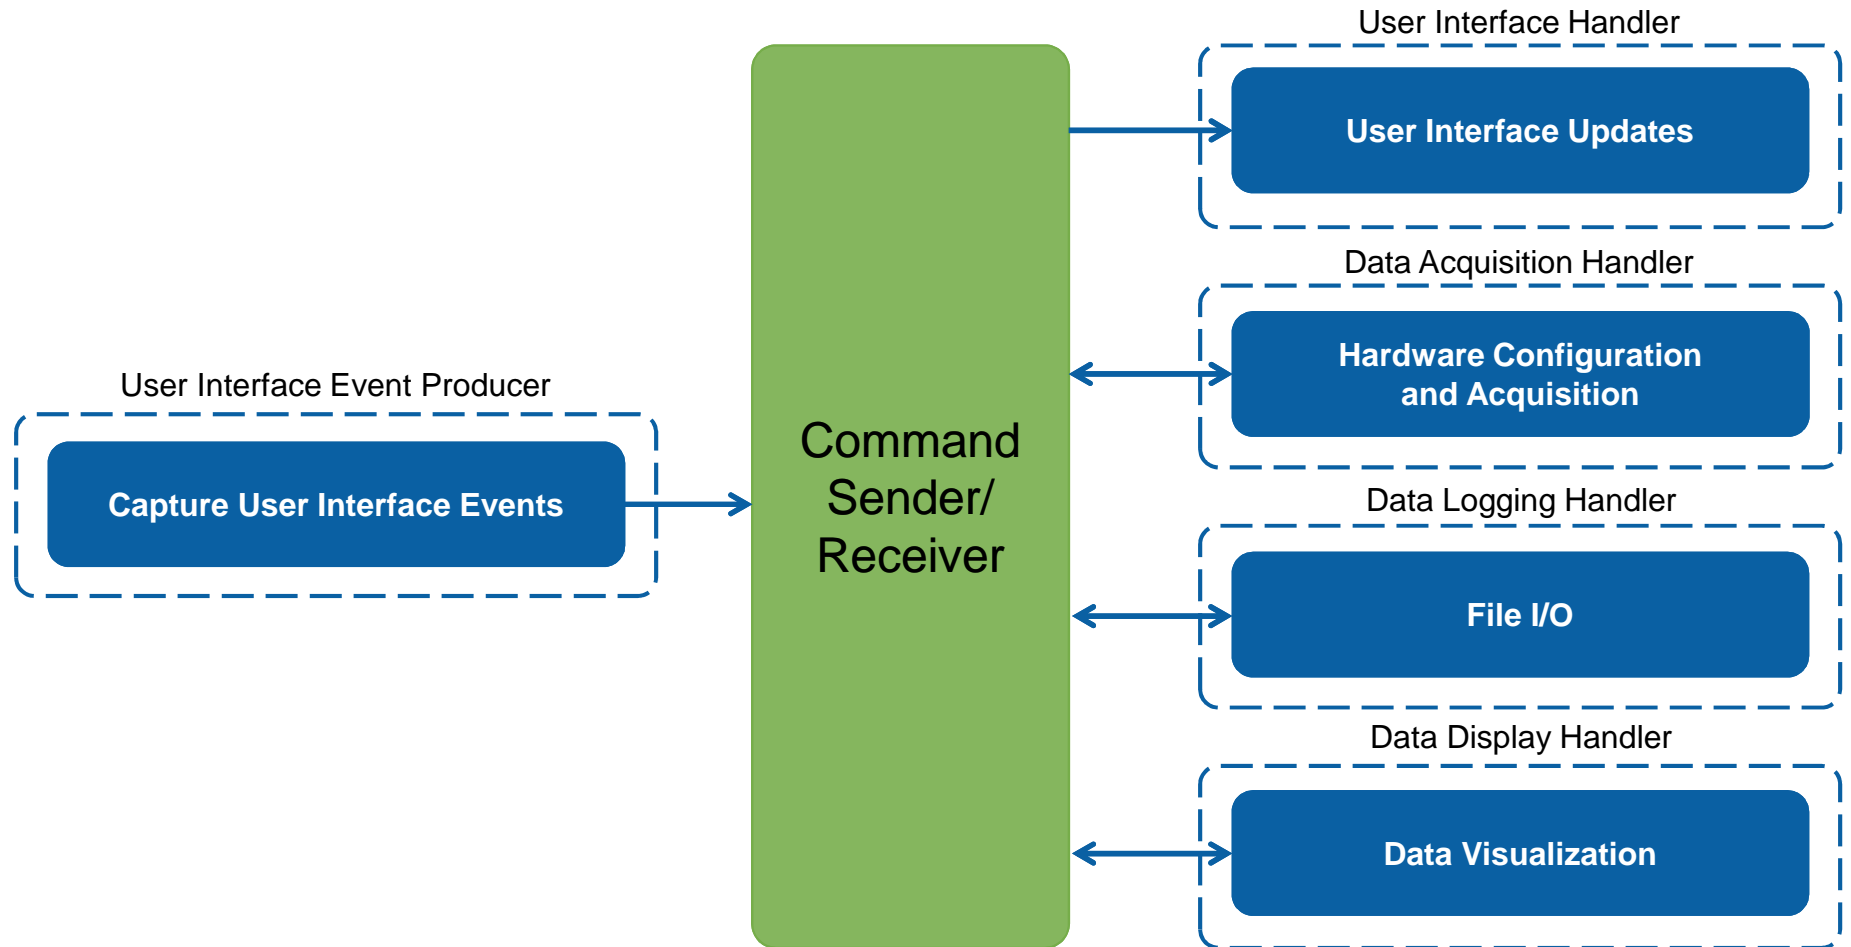 User Interface Event Producer
Capture User Interface Events
Command
Sender/
Receiver
User Interface Handler
User Interface Updates
Data Acquisition Handler
Hardware Configuration
and Acquisition
Data Logging Handler
File I/O
Data Display Handler
Data Visualization